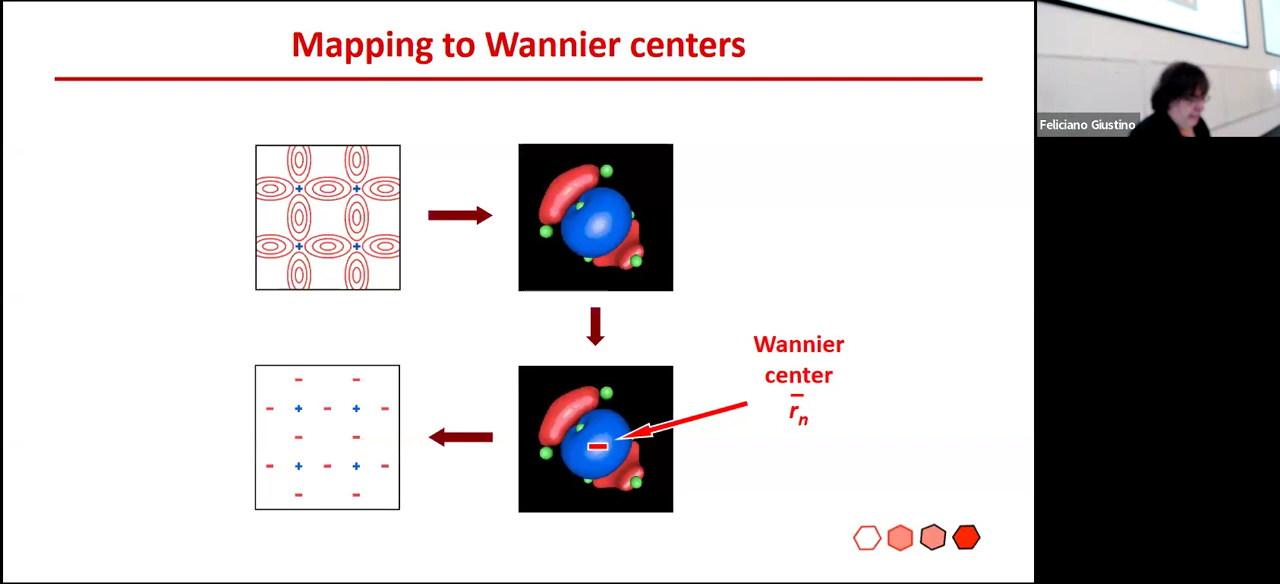 Mapping to Wannier centers
Feliciano Giustino
Wannier
center
r̅n